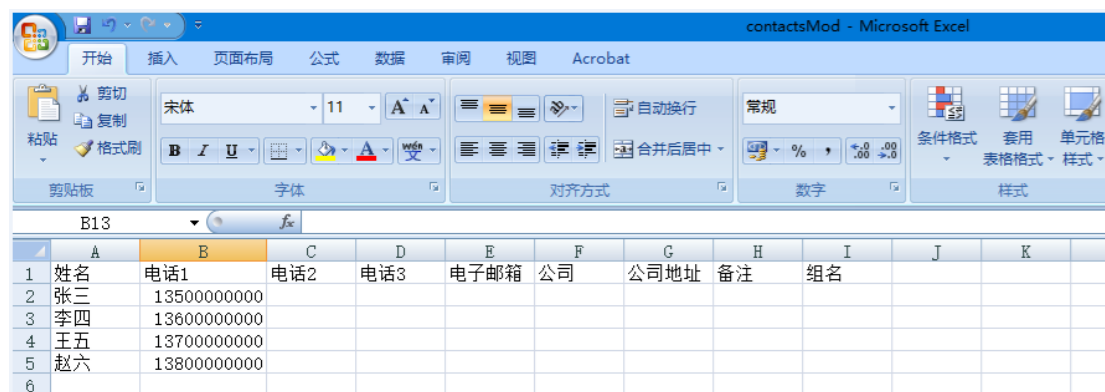 contactsMod - Microsoft Excel
开始 插入 页面布局 公式 数据 审阅 视图 Acrobat
剪切
复制
格式刷
粘贴
剪贴板
宋体 11 A A
B I U A wén 文
字体
自动换行
合并后居中
对齐方式
常规
% , .0 .00 .00 .0
数字
条件格式 套用 表格格式 单元格 样式
样式
B13 fx
A B C D E F G H I J K
1 姓名 电话1 电话2 电话3 电子邮箱 公司 公司地址 备注 组名
2 张三 13500000000
3 李四 13600000000
4 王五 13700000000
5 赵六 13800000000
6